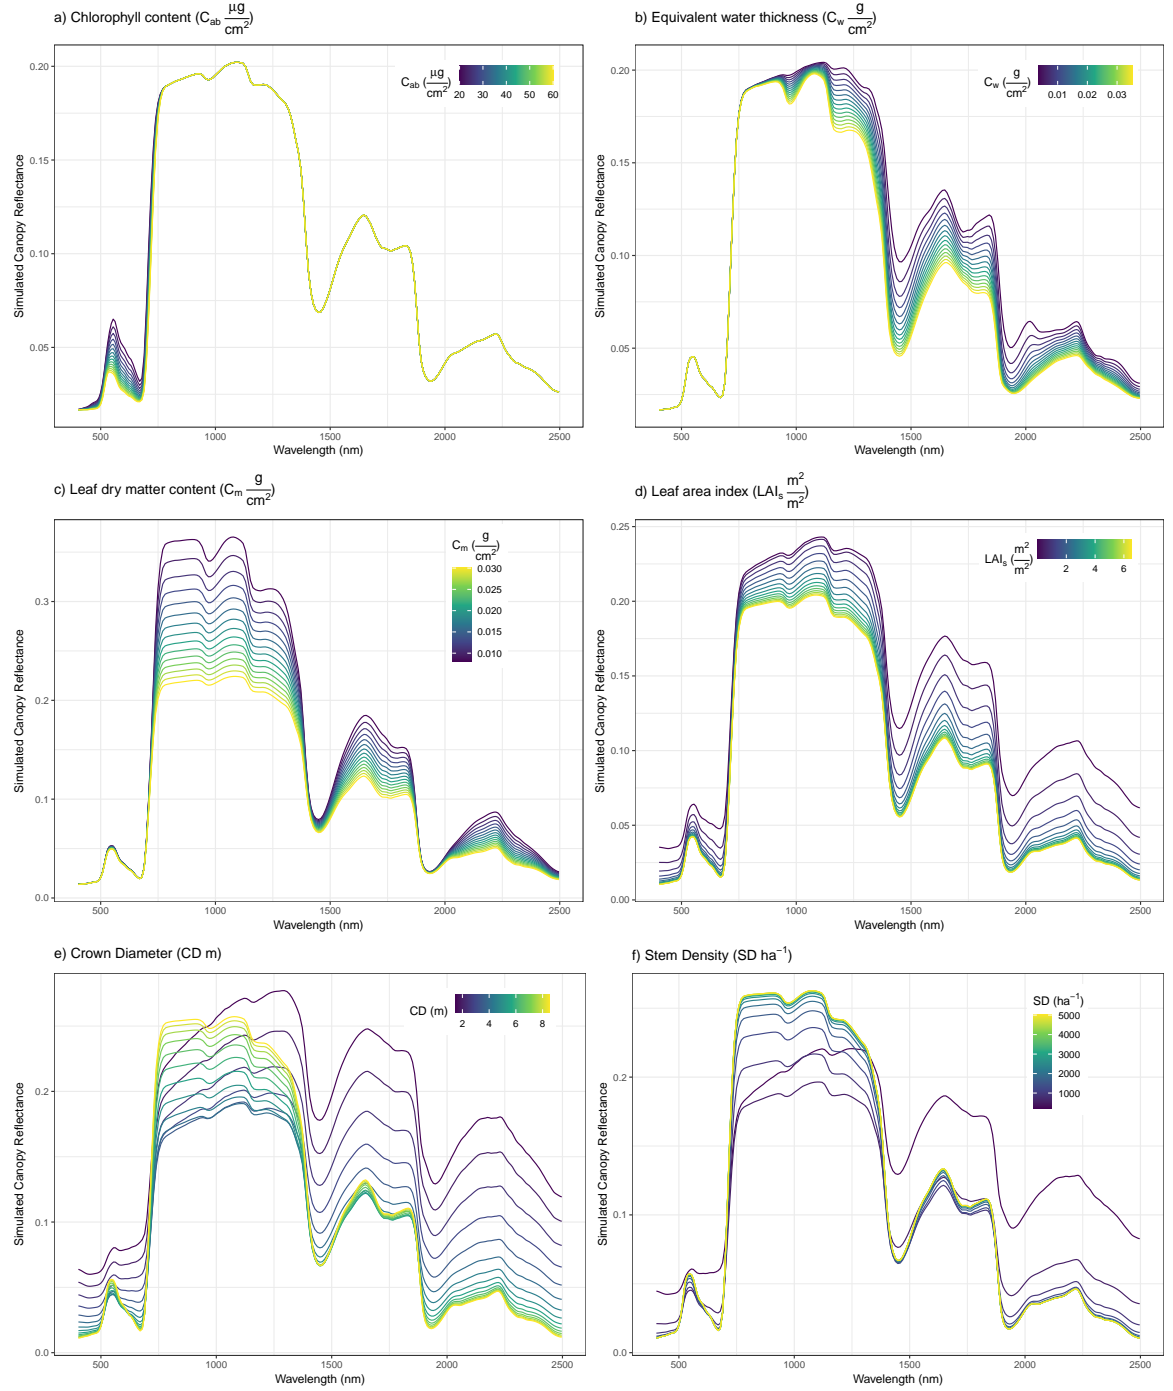 a) Chlorophyll content (Cab μg/cm²)
Cab (μg/cm²)
20 30 40 50 60
0.20
0.15
0.10
0.05
Simulated Canopy Reflectance
500 1000 1500 2000 2500
Wavelength (nm)
b) Equivalent water thickness (Cw g/cm²)
Cw (g/cm²)
0.01 0.02 0.03
0.20
0.15
0.10
0.05
Simulated Canopy Reflectance
500 1000 1500 2000 2500
Wavelength (nm)
c) Leaf dry matter content (Cm g/cm²)
Cm (g/cm²)
0.030
0.025
0.020
0.015
0.010
0.3
0.2
0.1
0.0
Simulated Canopy Reflectance
500 1000 1500 2000 2500
Wavelength (nm)
d) Leaf area index (LAIs m²/m²)
LAIs (m²/m²)
2 4 6
0.25
0.20
0.15
0.10
0.05
0.00
Simulated Canopy Reflectance
500 1000 1500 2000 2500
Wavelength (nm)
e) Crown Diameter (CD m)
CD (m)
2 4 6 8
0.2
0.1
0.0
Simulated Canopy Reflectance
500 1000 1500 2000 2500
Wavelength (nm)
f) Stem Density (SD ha⁻¹)
SD (ha⁻¹)
5000
4000
3000
2000
1000
0.2
0.1
0.0
Simulated Canopy Reflectance
500 1000 1500 2000 2500
Wavelength (nm)